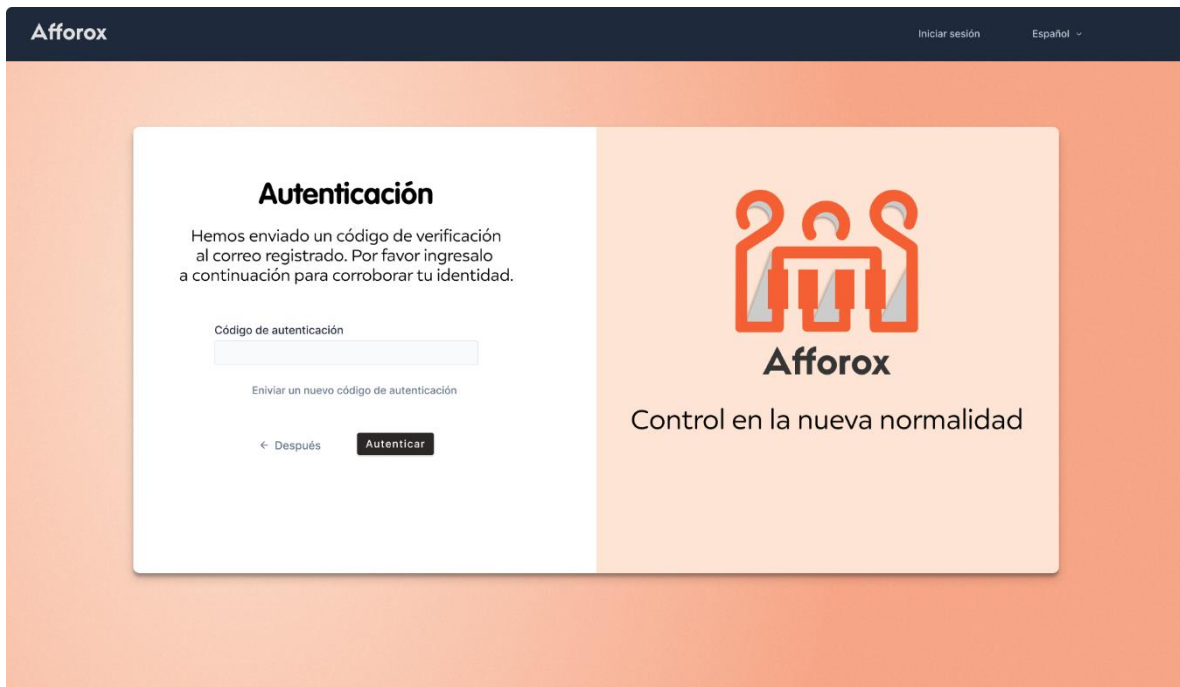 Afforox
Iniciar sesión
Español
Autenticación
Hemos enviado un código de verificación
al correo registrado. Por favor ingresalo
a continuación para corroborar tu identidad.
Código de autenticación
Eniviar un nuevo código de autenticación
← Después
Autenticar
Afforox
Control en la nueva normalidad